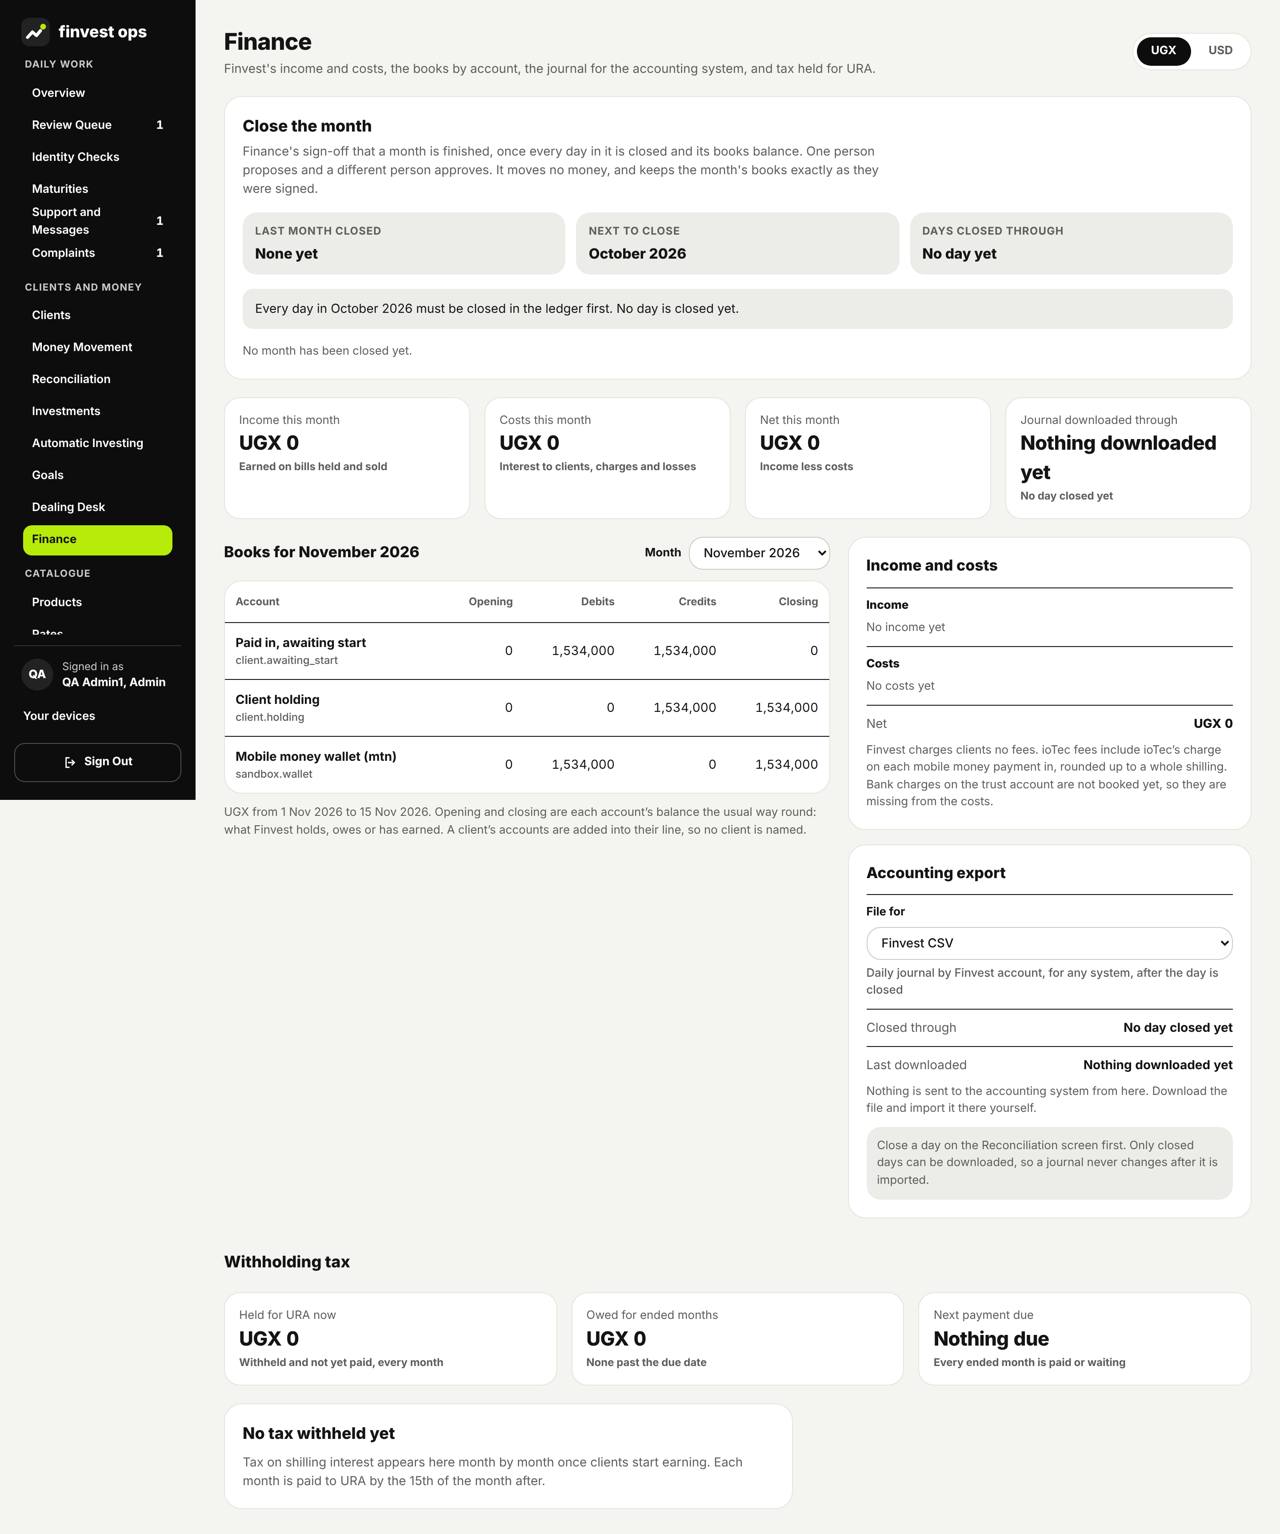 finvest ops
DAILY WORK
Overview
Review Queue 1
Identity Checks
Maturities
Support and
Messages 1
Complaints 1
CLIENTS AND MONEY
Clients
Money Movement
Reconciliation
Investments
Automatic Investing
Goals
Dealing Desk
Finance
CATALOGUE
Products
Rates
QA
Signed in as
QA Admin1, Admin
Your devices
Sign Out
Finance
Finvest's income and costs, the books by account, the journal for the accounting system, and tax held for URA.
UGX USD
Close the month
Finance's sign-off that a month is finished, once every day in it is closed and its books balance. One person
proposes and a different person approves. It moves no money, and keeps the month's books exactly as they
were signed.
LAST MONTH CLOSED
None yet
NEXT TO CLOSE
October 2026
DAYS CLOSED THROUGH
No day yet
Every day in October 2026 must be closed in the ledger first. No day is closed yet.
No month has been closed yet.
Income this month
UGX 0
Earned on bills held and sold
Costs this month
UGX 0
Interest to clients, charges and losses
Net this month
UGX 0
Income less costs
Journal downloaded through
Nothing downloaded
yet
No day closed yet
Books for November 2026
Month November 2026
Account Opening Debits Credits Closing
Paid in, awaiting start
client.awaiting_start
0 1,534,000 1,534,000 0
Client holding
client.holding
0 0 1,534,000 1,534,000
Mobile money wallet (mtn)
sandbox.wallet
0 1,534,000 0 1,534,000
UGX from 1 Nov 2026 to 15 Nov 2026. Opening and closing are each account’s balance the usual way round:
what Finvest holds, owes or has earned. A client’s accounts are added into their line, so no client is named.
Income and costs
Income
No income yet
Costs
No costs yet
Net UGX 0
Finvest charges clients no fees. ioTec fees include ioTec’s charge
on each mobile money payment in, rounded up to a whole shilling.
Bank charges on the trust account are not booked yet, so they are
missing from the costs.
Accounting export
File for
Finvest CSV
Daily journal by Finvest account, for any system, after the day is
closed
Closed through No day closed yet
Last downloaded Nothing downloaded yet
Nothing is sent to the accounting system from here. Download the
file and import it there yourself.
Close a day on the Reconciliation screen first. Only closed
days can be downloaded, so a journal never changes after it is
imported.
Withholding tax
Held for URA now
UGX 0
Withheld and not yet paid, every month
Owed for ended months
UGX 0
None past the due date
Next payment due
Nothing due
Every ended month is paid or waiting
No tax withheld yet
Tax on shilling interest appears here month by month once clients start earning. Each
month is paid to URA by the 15th of the month after.